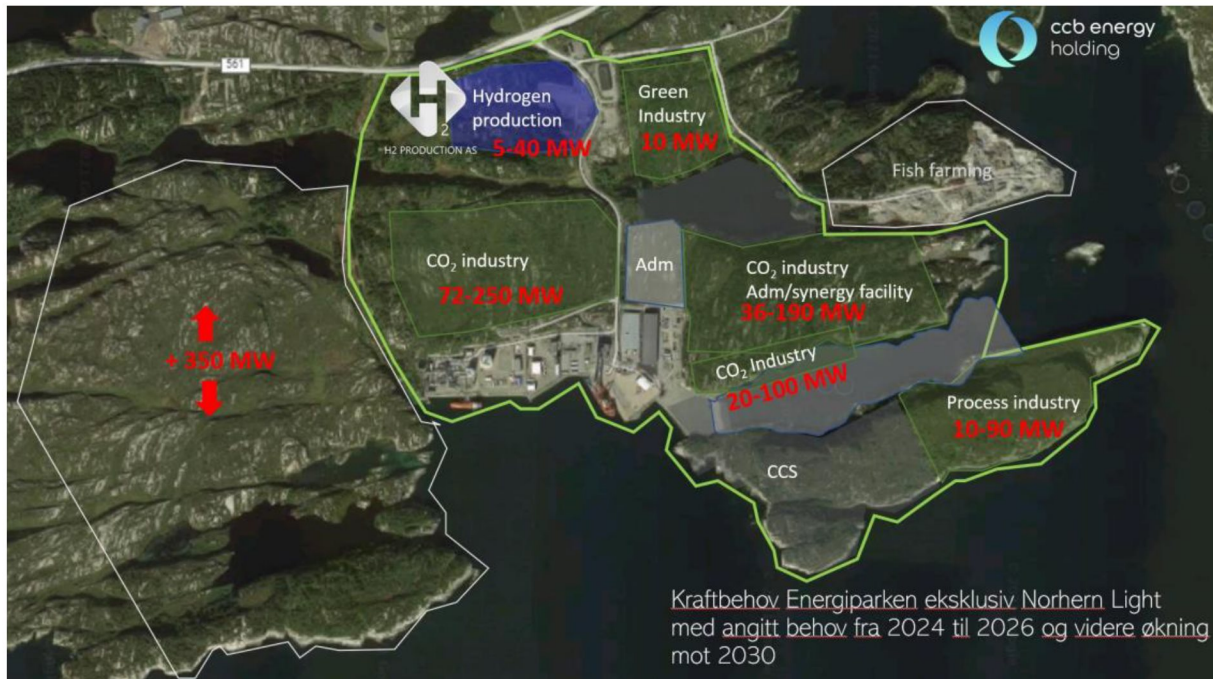 ccb energy
holding
561
H2
H2 PRODUCTION AS
Hydrogen
production
5-40 MW
Green
Industry
10 MW
Fish farming
CO₂ industry
72-250 MW
Adm
CO₂ industry
Adm/synergy facility
36-190 MW
+ 350 MW
CO₂ Industry
20-100 MW
Process industry
10-90 MW
CCS
Kraftbehov Energiparken eksklusiv Norhern Light
med angitt behov fra 2024 til 2026 og videre økning
mot 2030